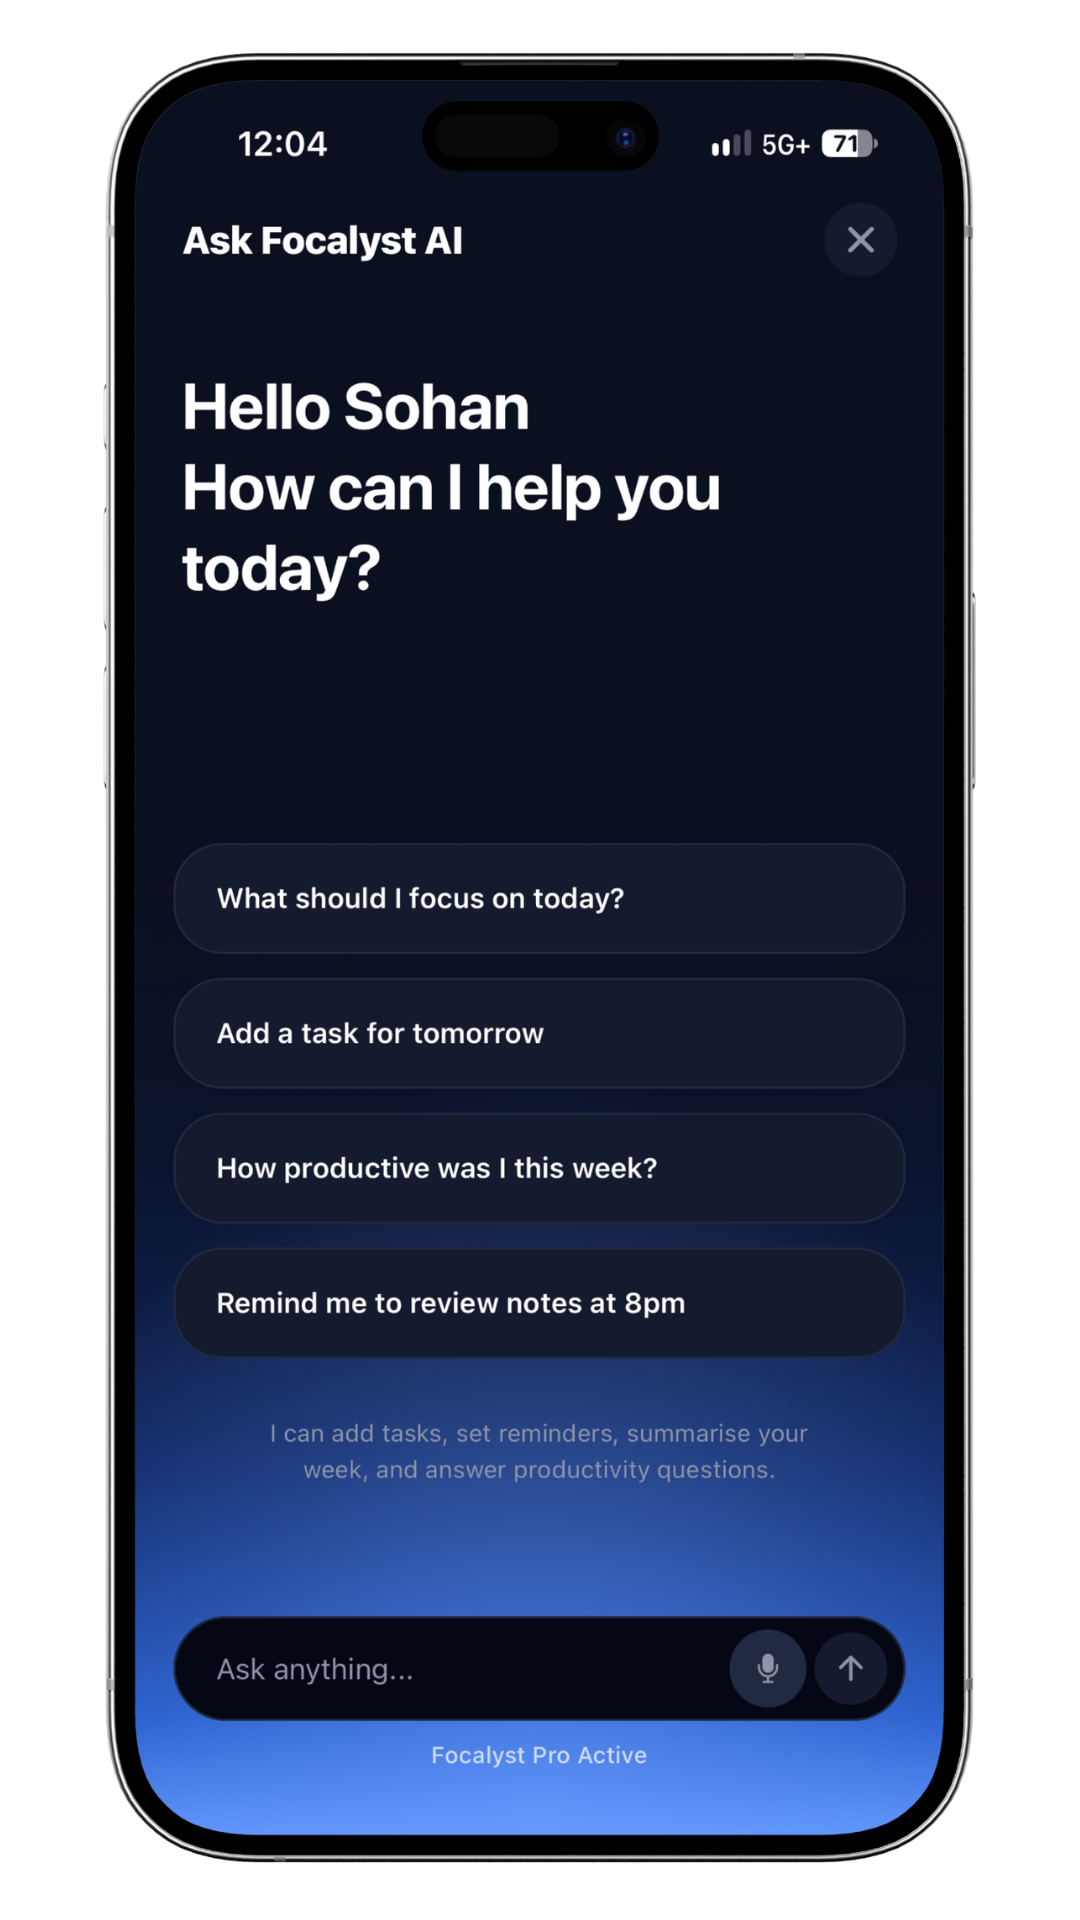 12:04
5G+
71
Ask Focalyst AI
Hello Sohan
How can I help you
today?
What should I focus on today?
Add a task for tomorrow
How productive was I this week?
Remind me to review notes at 8pm
I can add tasks, set reminders, summarise your
week, and answer productivity questions.
Ask anything...
Focalyst Pro Active